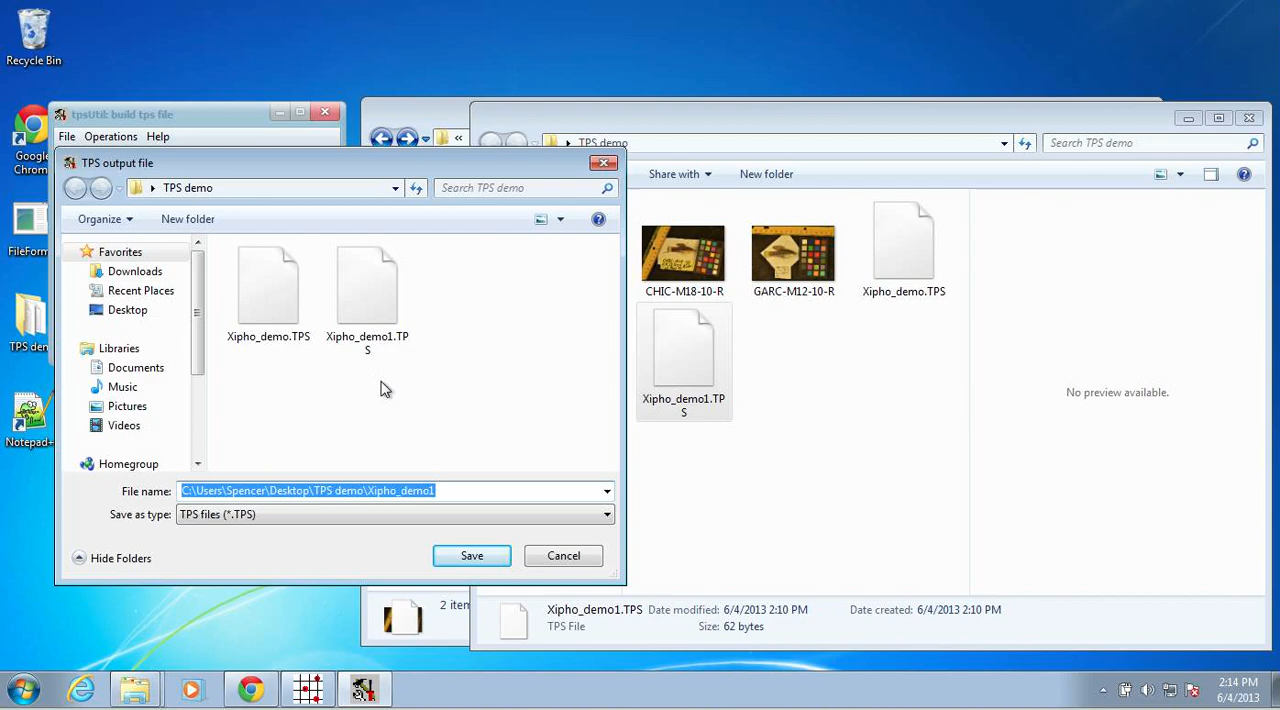 Recycle Bin
Google
Chrom
FileForm
TPS den
Notepad+
tpsUtil: build tps file
File Operations Help
TPS output file
TPS demo
Search TPS demo
Organize New folder
Favorites
Downloads
Recent Places
Desktop
Libraries
Documents
Music
Pictures
Videos
Homegroup
Xipho_demo.TPS
Xipho_demo1.TP
S
File name: C:\Users\Spencer\Desktop\TPS demo\Xipho_demo1
Save as type: TPS files (*.TPS)
Hide Folders
Save
Cancel
«
2 item
TPS demo
Search TPS demo
Share with New folder
CHIC-M18-10-R
GARC-M12-10-R
Xipho_demo.TPS
Xipho_demo1.TP
S
No preview available.
Xipho_demo1.TPS Date modified: 6/4/2013 2:10 PM Date created: 6/4/2013 2:10 PM
TPS File Size: 62 bytes
2:14 PM
6/4/2013